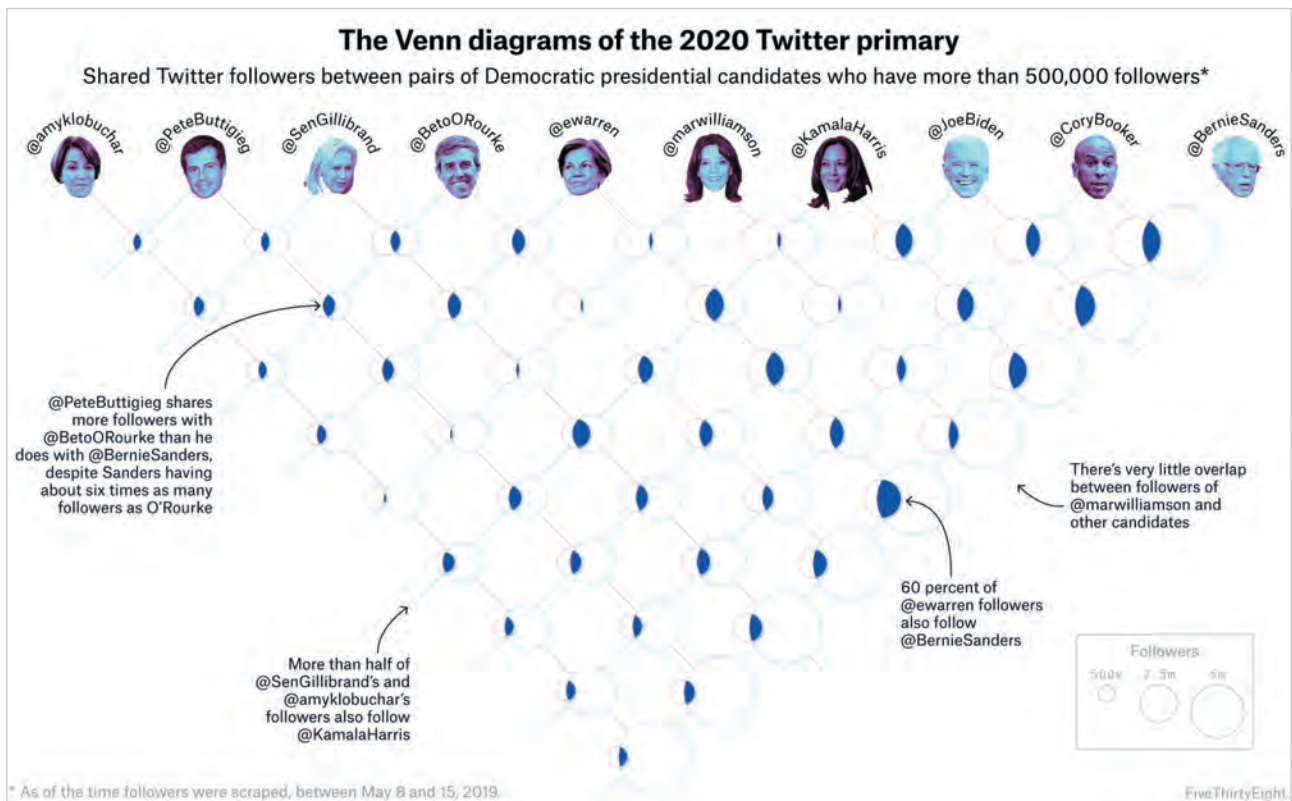 The Venn diagrams of the 2020 Twitter primary
Shared Twitter followers between pairs of Democratic presidential candidates who have more than 500,000 followers*
@amyklobuchar
@PeteButtigieg
@SenGillibrand
@BetoORourke
@ewarren
@marwilliamson
@KamalaHarris
@JoeBiden
@CoryBooker
@BernieSanders
@PeteButtigieg shares
more followers with
@BetoORourke than he
does with @BernieSanders,
despite Sanders having
about six times as many
followers as O'Rourke
There's very little overlap
between followers of
@marwilliamson and
other candidates
60 percent of
@ewarren followers
also follow
@BernieSanders
More than half of
@SenGillibrand's and
@amyklobuchar's
followers also follow
@KamalaHarris
Followers
500k
2.5m
5m
* As of the time followers were scraped, between May 8 and 15, 2019.
FiveThirtyEight